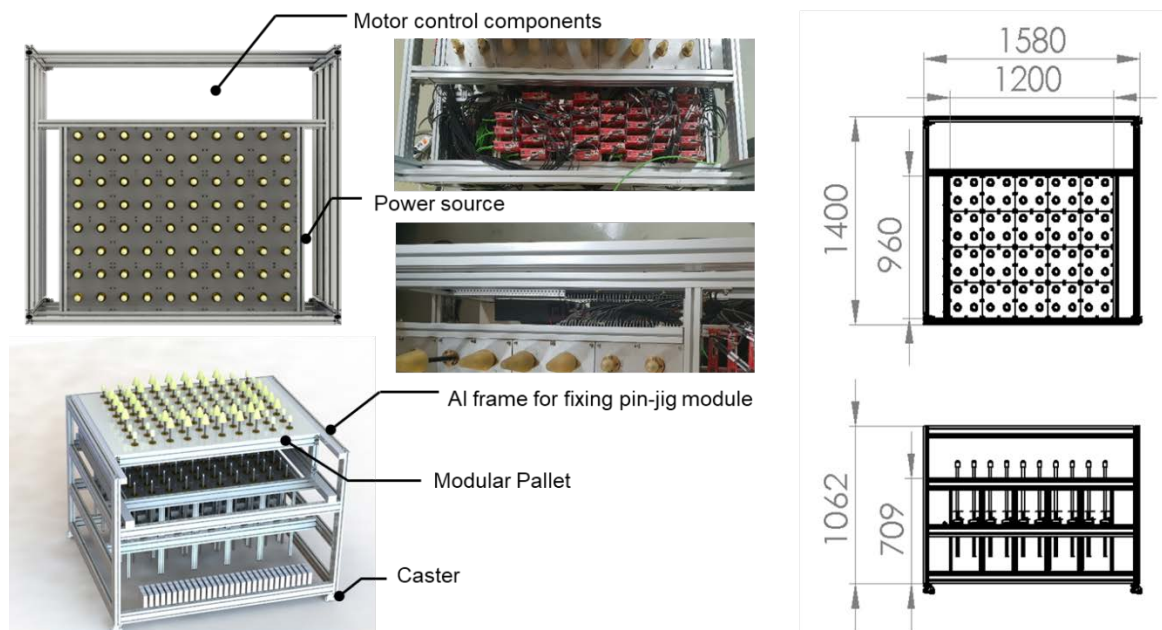 Motor control components
Power source
Al frame for fixing pin-jig module
Modular Pallet
Caster
1580
1200
1400
960
1062
709